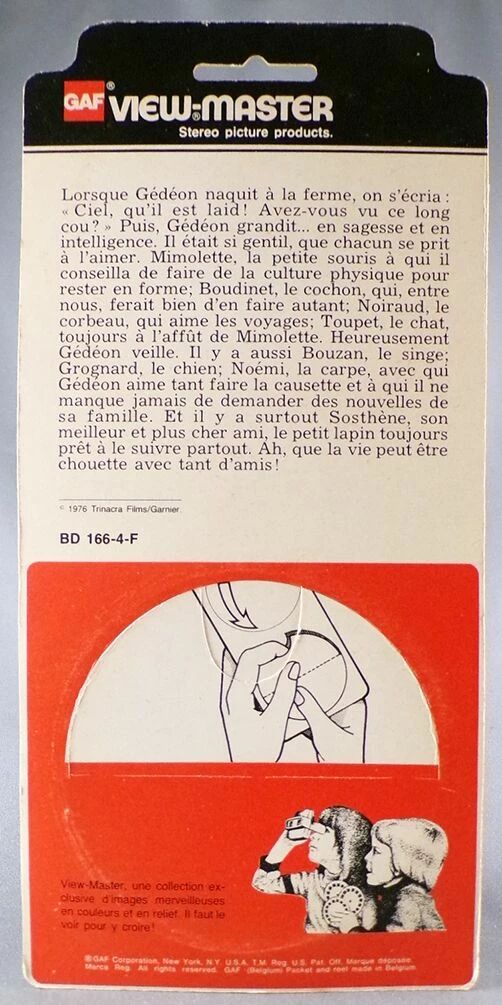 GAF® VIEW-MASTER
Stereo picture products.
Lorsque Gédéon naquit à la ferme, on s'écria :
« Ciel, qu'il est laid ! Avez-vous vu ce long
cou ? » Puis, Gédéon grandit... en sagesse et en
intelligence. Il était si gentil, que chacun se prit
à l'aimer. Mimolette, la petite souris à qui il
conseilla de faire de la culture physique pour
rester en forme; Boudinet, le cochon, qui, entre
nous, ferait bien d'en faire autant; Noiraud, le
corbeau, qui aime les voyages; Toupet, le chat,
toujours à l'affût de Mimolette. Heureusement
Gédéon veille. Il y a aussi Bouzan, le singe;
Grognard, le chien; Noémi, la carpe, avec qui
Gédéon aime tant faire la causette et à qui il ne
manque jamais de demander des nouvelles de
sa famille. Et il y a surtout Sosthène, son
meilleur et plus cher ami, le petit lapin toujours
prêt à le suivre partout. Ah, que la vie peut être
chouette avec tant d'amis !
© 1976 Trinacra Films/Garnier.
BD 166-4-F
View-Master, une collection ex-
clusive d'images merveilleuses
en couleurs et en relief. Il faut le
voir pour y croire !
®GAF Corporation, New York, N.Y. U.S.A. T.M. Reg. U.S. Pat. Off. Marque déposée.
Marca Reg. All rights reserved. GAF (Belgium) Packet and reel made in Belgium.